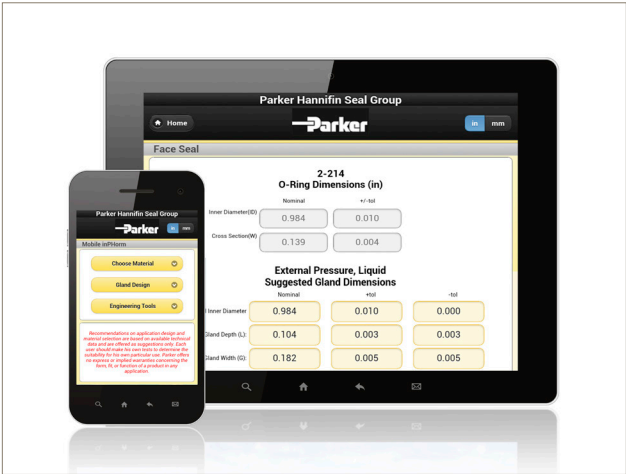 Parker Hannifin Seal Group
Home
Parker
in mm
Face Seal
2-214
O-Ring Dimensions (in)
Nominal +/-tol
Inner Diameter(ID) 0.984 0.010
Cross Section(W) 0.139 0.004
External Pressure, Liquid
Suggested Gland Dimensions
Nominal +tol -tol
Inner Diameter 0.984 0.010 0.000
Gland Depth (L): 0.104 0.003 0.003
Gland Width (G): 0.182 0.005 0.005
Parker Hannifin Seal Group
Parker
in mm
Mobile inPHorm
Choose Material
Gland Design
Engineering Tools
Recommendations on application design and
material selection are based on available technical
data and are offered as suggestions only. Each
user should make his own tests to determine the
suitability for his own particular use. Parker offers
no express or implied warranties concerning the
form, fit, or function of a product in any
application.